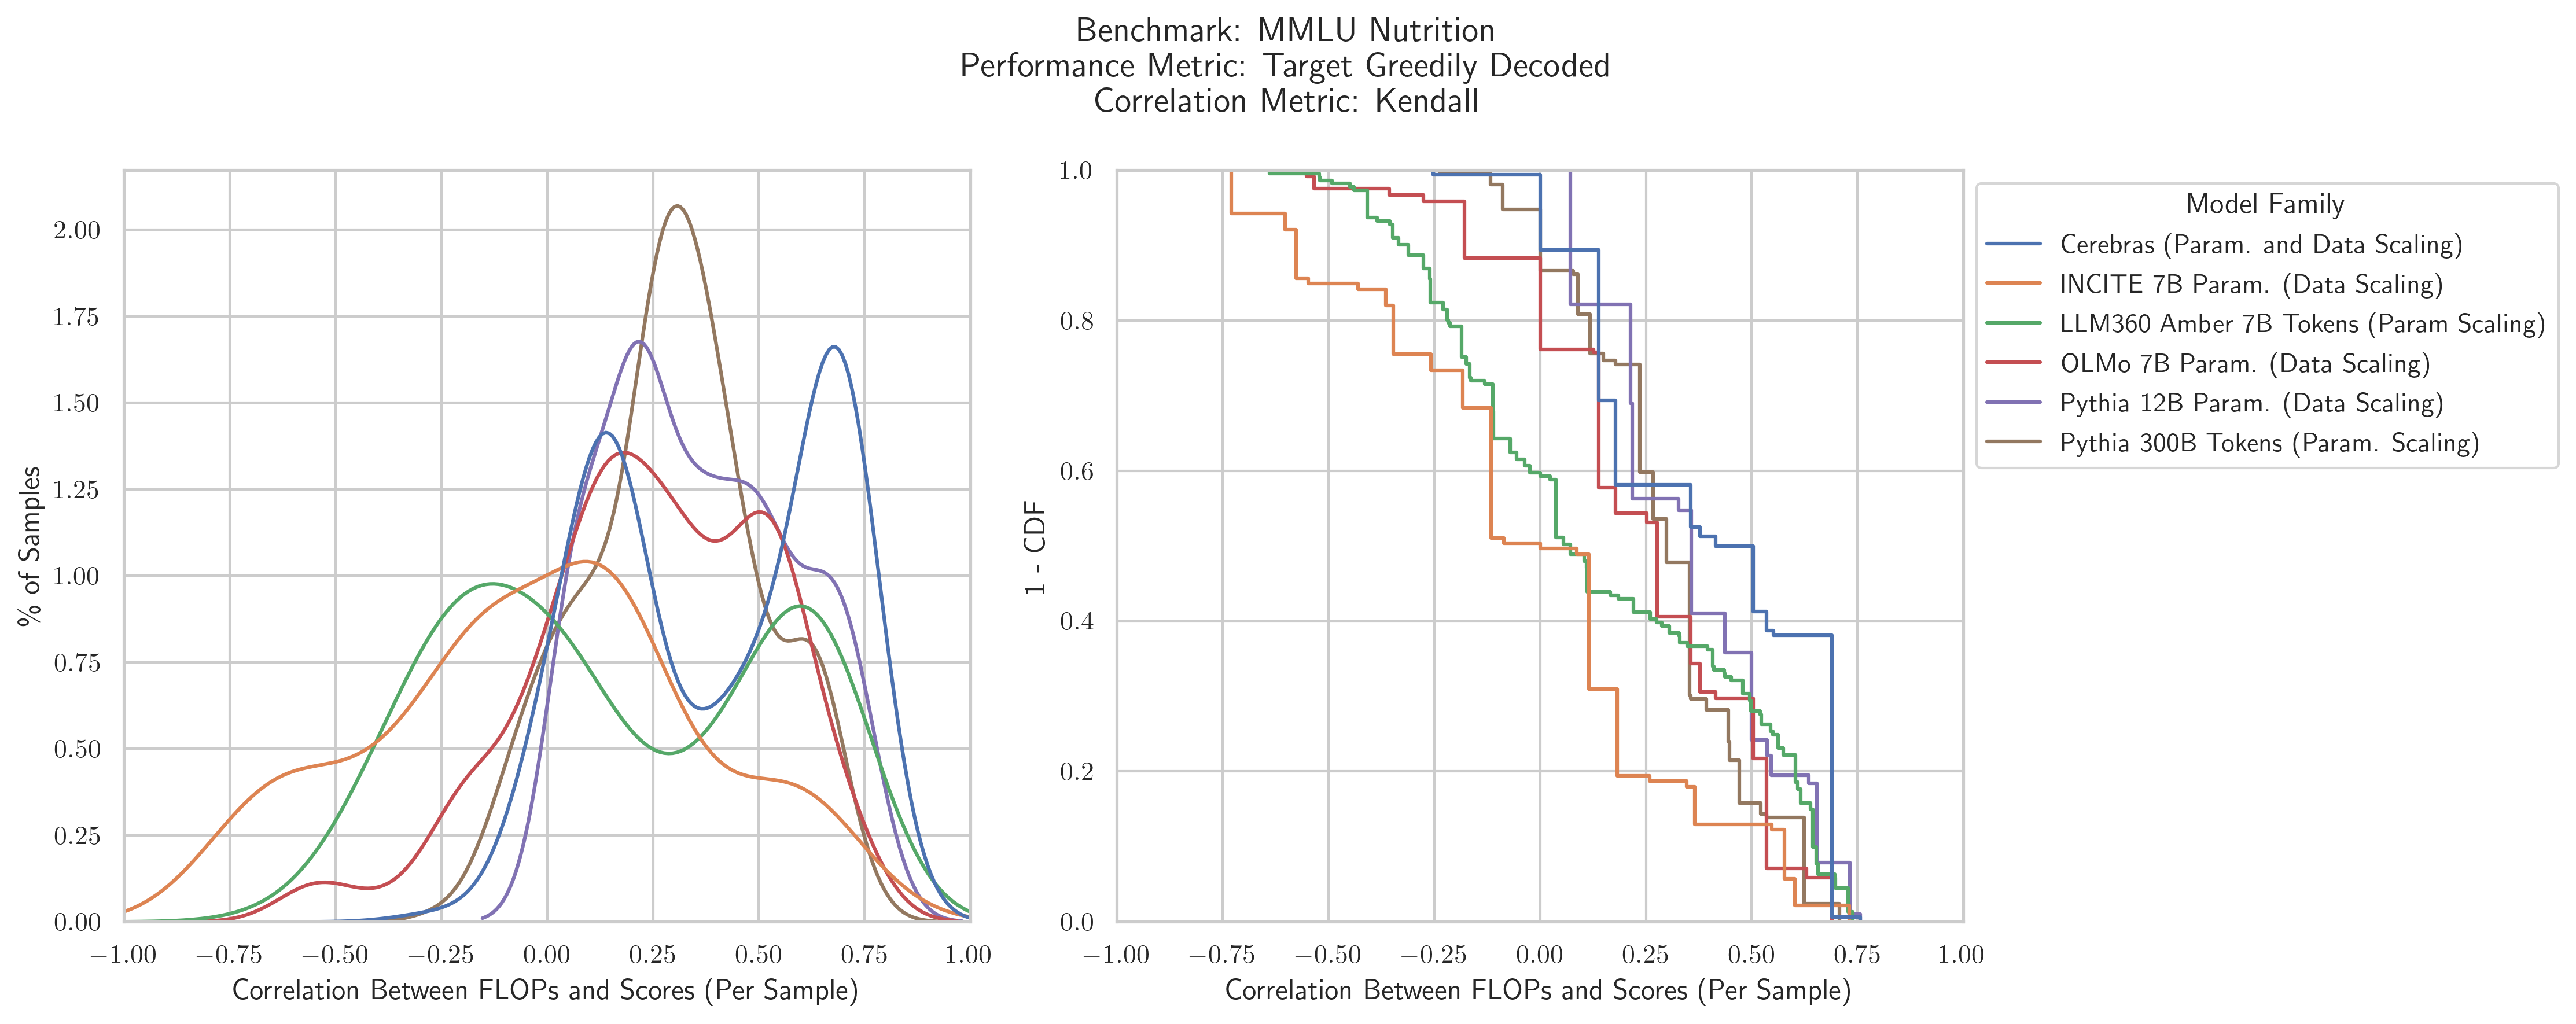 Benchmark: MMLU Nutrition
Performance Metric: Target Greedily Decoded
Correlation Metric: Kendall
% of Samples
2.00
1.75
1.50
1.25
1.00
0.75
0.50
0.25
0.00
−1.00 −0.75 −0.50 −0.25 0.00 0.25 0.50 0.75 1.00
Correlation Between FLOPs and Scores (Per Sample)
1 - CDF
1.0
0.8
0.6
0.4
0.2
0.0
−1.00 −0.75 −0.50 −0.25 0.00 0.25 0.50 0.75 1.00
Correlation Between FLOPs and Scores (Per Sample)
Model Family
Cerebras (Param. and Data Scaling)
INCITE 7B Param. (Data Scaling)
LLM360 Amber 7B Tokens (Param Scaling)
OLMo 7B Param. (Data Scaling)
Pythia 12B Param. (Data Scaling)
Pythia 300B Tokens (Param. Scaling)